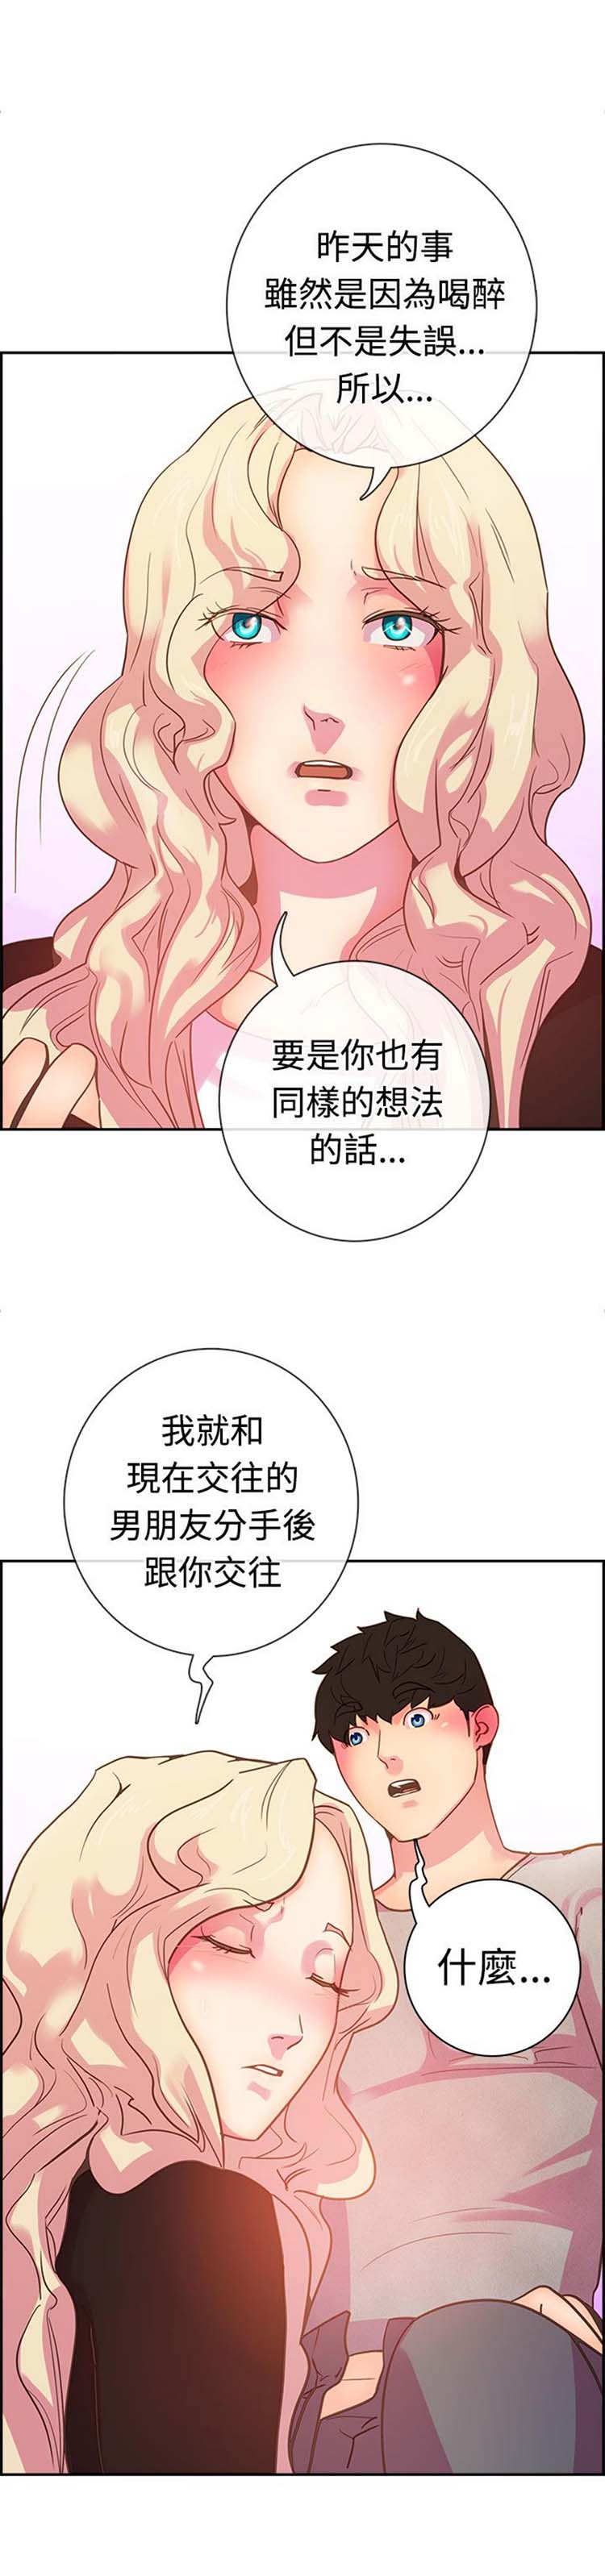 昨天的事
雖然是因為喝醉
但不是失誤...
所以...
要是你也有
同樣的想法
的話...
我就和
現在交往的
男朋友分手後
跟你交往
什麼...